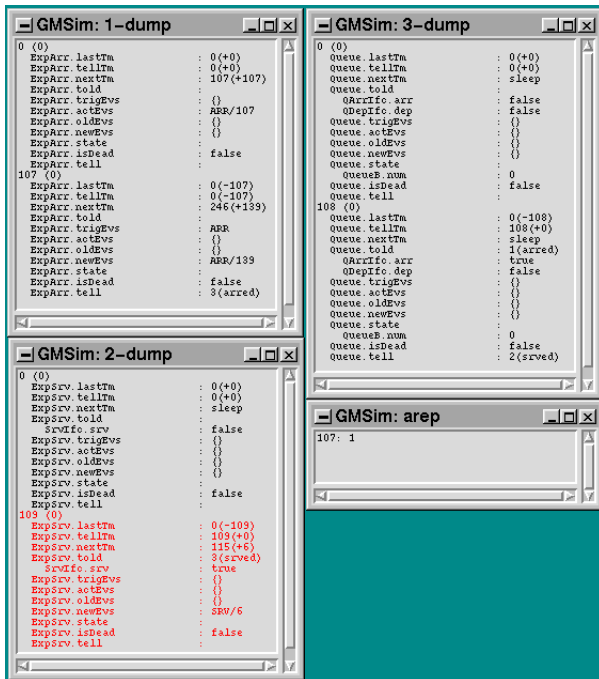 GMSim: 1-dump
0 (0)
ExpArr.lastTm : 0(+0)
ExpArr.tellTm : 0(+0)
ExpArr.nextTm : 107(+107)
ExpArr.told :
ExpArr.trigEvs : {}
ExpArr.actEvs : ARR/107
ExpArr.oldEvs : {}
ExpArr.newEvs : {}
ExpArr.state :
ExpArr.isDead : false
ExpArr.tell :
107 (0)
ExpArr.lastTm : 0(-107)
ExpArr.tellTm : 0(-107)
ExpArr.nextTm : 246(+139)
ExpArr.told :
ExpArr.trigEvs : ARR
ExpArr.actEvs : {}
ExpArr.oldEvs : {}
ExpArr.newEvs : ARR/139
ExpArr.state :
ExpArr.isDead : false
ExpArr.tell : 3(arred)
GMSim: 2-dump
0 (0)
ExpSrv.lastTm : 0(+0)
ExpSrv.tellTm : 0(+0)
ExpSrv.nextTm : sleep
ExpSrv.told :
SrvIfc.srv : false
ExpSrv.trigEvs : {}
ExpSrv.actEvs : {}
ExpSrv.oldEvs : {}
ExpSrv.newEvs : {}
ExpSrv.state :
ExpSrv.isDead : false
ExpSrv.tell :
109 (0)
ExpSrv.lastTm : 0(-109)
ExpSrv.tellTm : 109(+0)
ExpSrv.nextTm : 115(+6)
ExpSrv.told : 3(srved)
SrvIfc.srv : true
ExpSrv.trigEvs : {}
ExpSrv.actEvs : {}
ExpSrv.oldEvs : {}
ExpSrv.newEvs : SRV/6
ExpSrv.state :
ExpSrv.isDead : false
ExpSrv.tell :
GMSim: 3-dump
0 (0)
Queue.lastTm : 0(+0)
Queue.tellTm : 0(+0)
Queue.nextTm : sleep
Queue.told :
QArrIfc.arr : false
QDepIfc.dep : false
Queue.trigEvs : {}
Queue.actEvs : {}
Queue.oldEvs : {}
Queue.newEvs : {}
Queue.state :
QueueB.num : 0
Queue.isDead : false
Queue.tell :
108 (0)
Queue.lastTm : 0(-108)
Queue.tellTm : 108(+0)
Queue.nextTm : sleep
Queue.told : 1(arred)
QArrIfc.arr : true
QDepIfc.dep : false
Queue.trigEvs : {}
Queue.actEvs : {}
Queue.oldEvs : {}
Queue.newEvs : {}
Queue.state :
QueueB.num : 0
Queue.isDead : false
Queue.tell : 2(srved)
GMSim: arep
107: 1